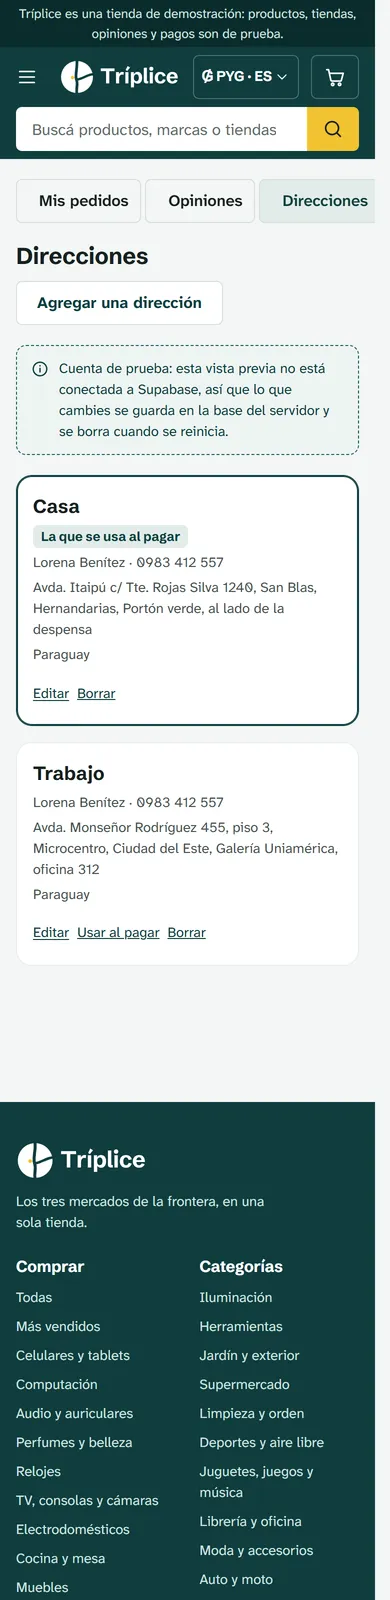 Tríplice es una tienda de demostración: productos, tiendas,
opiniones y pagos son de prueba.
Tríplice
₲ PYG · ES
Buscá productos, marcas o tiendas
Mis pedidos
Opiniones
Direcciones
Direcciones
Agregar una dirección
Cuenta de prueba: esta vista previa no está
conectada a Supabase, así que lo que
cambies se guarda en la base del servidor y
se borra cuando se reinicia.
Casa
La que se usa al pagar
Lorena Benítez · 0983 412 557
Avda. Itaipú c/ Tte. Rojas Silva 1240, San Blas,
Hernandarias, Portón verde, al lado de la
despensa
Paraguay
Editar Borrar
Trabajo
Lorena Benítez · 0983 412 557
Avda. Monseñor Rodríguez 455, piso 3,
Microcentro, Ciudad del Este, Galería Uniamérica,
oficina 312
Paraguay
Editar Usar al pagar Borrar
Tríplice
Los tres mercados de la frontera, en una
sola tienda.
Comprar
Todas
Más vendidos
Celulares y tablets
Computación
Audio y auriculares
Perfumes y belleza
Relojes
TV, consolas y cámaras
Electrodomésticos
Cocina y mesa
Muebles
Categorías
Iluminación
Herramientas
Jardín y exterior
Supermercado
Limpieza y orden
Deportes y aire libre
Juguetes, juegos y
música
Librería y oficina
Moda y accesorios
Auto y moto